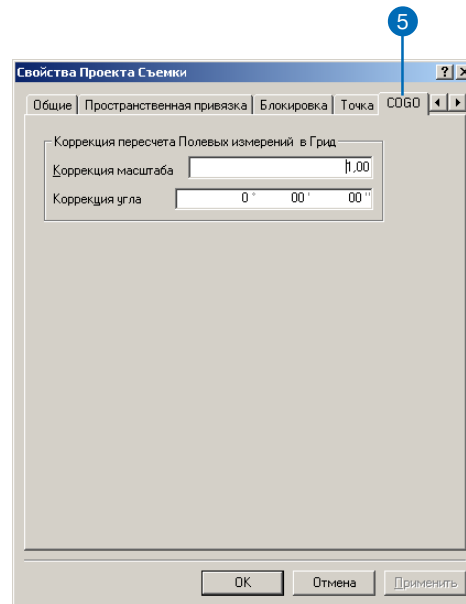 5
Свойства Проекта Съемки
Общие Пространственная привязка Блокировка Точка COGO
Коррекция пересчета Полевых измерений в Грид
Коррекция масштаба 1,00
Коррекция угла 0° 00' 00"
OK Отмена Применить